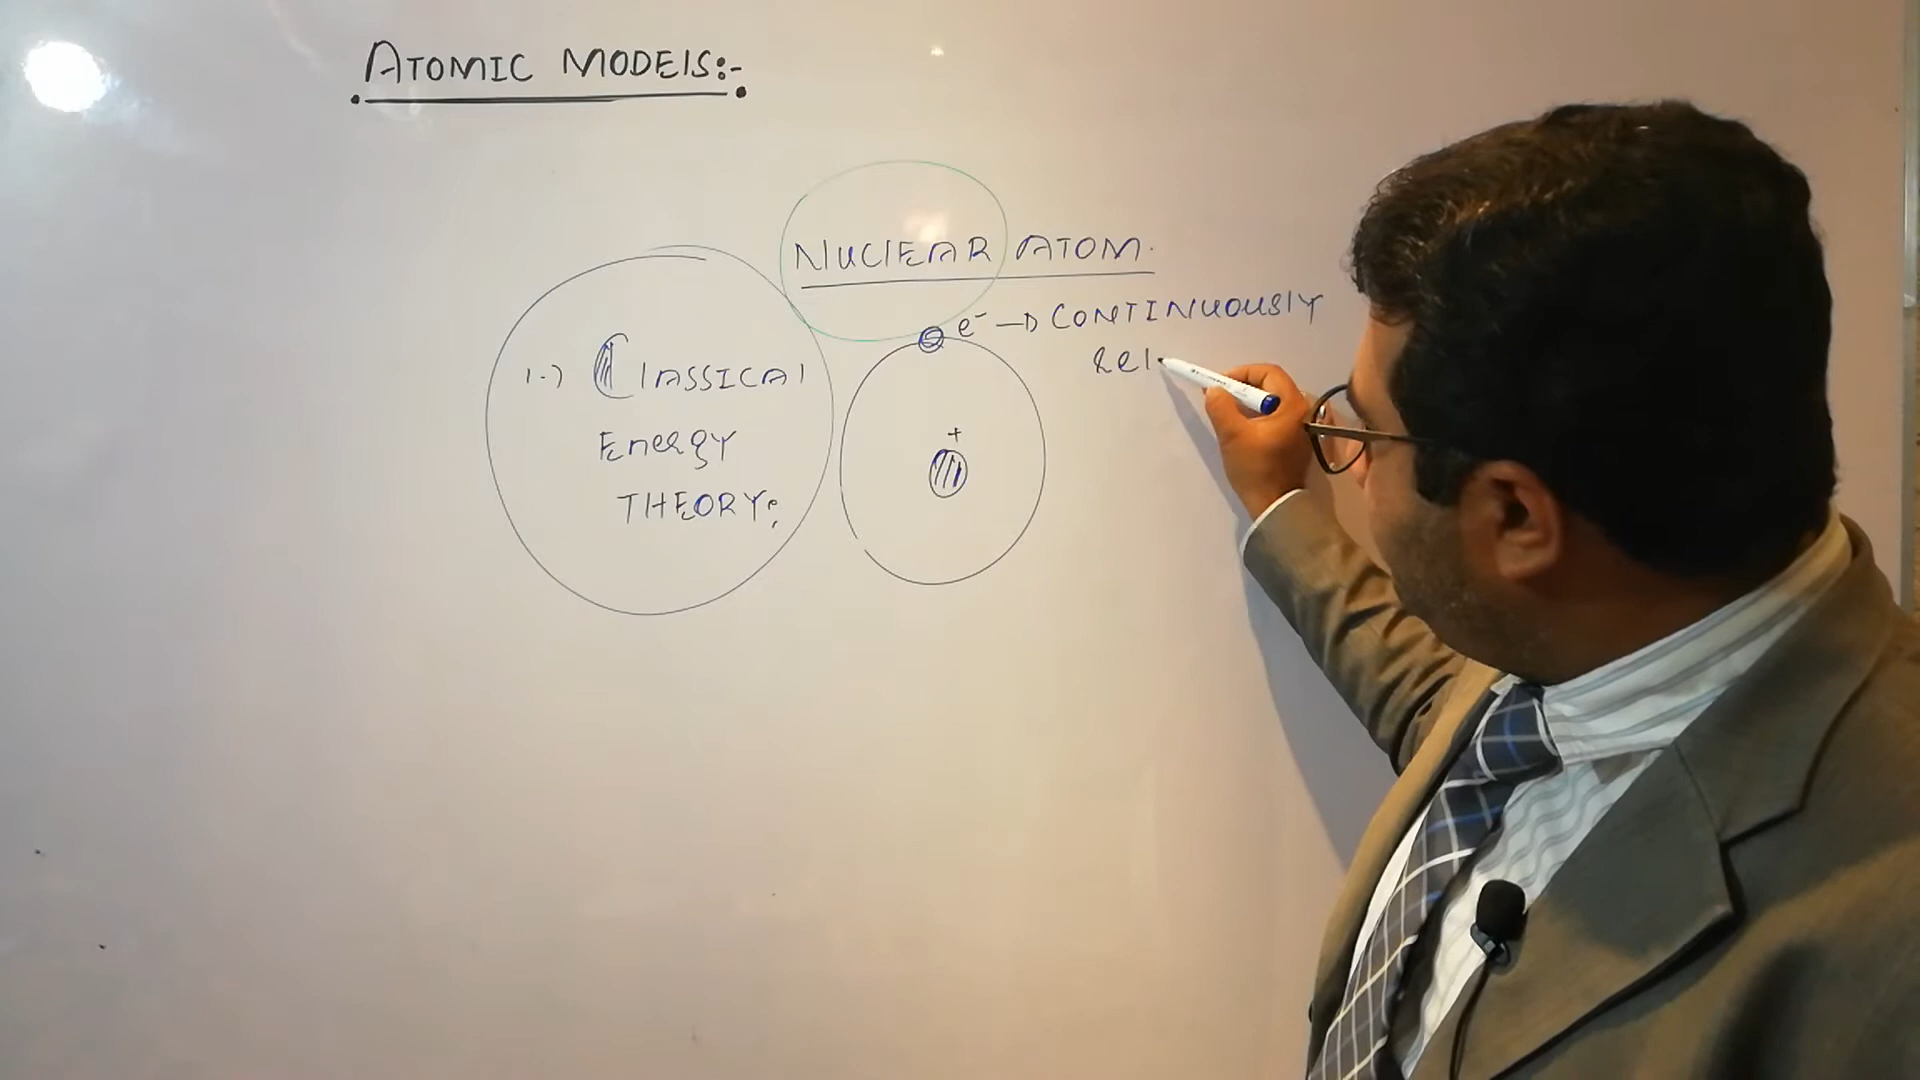 ATOMIC MODElS:-
NUClEAR ATOM.
e⁻ → CONTINUOUSlY
Rel
1.) ClASSICAl
ENERgY
THEORY:
+